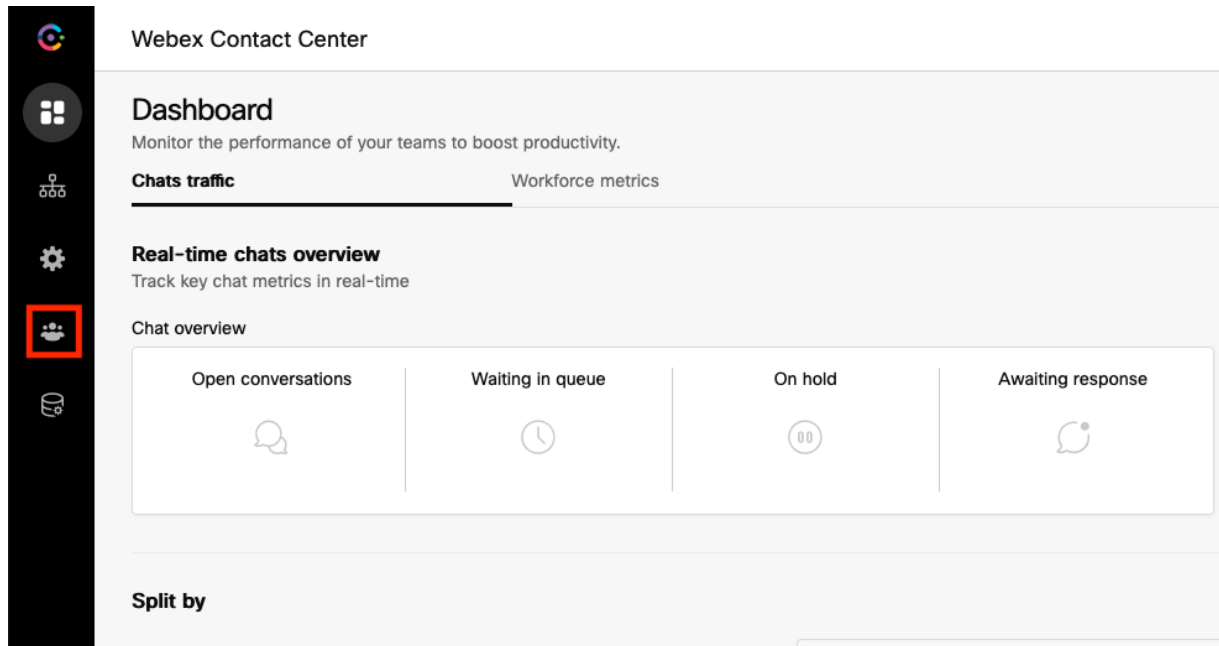 Webex Contact Center
Dashboard
Monitor the performance of your teams to boost productivity.
Chats traffic
Workforce metrics
Real-time chats overview
Track key chat metrics in real-time
Chat overview
Open conversations
Waiting in queue
On hold
Awaiting response
Split by